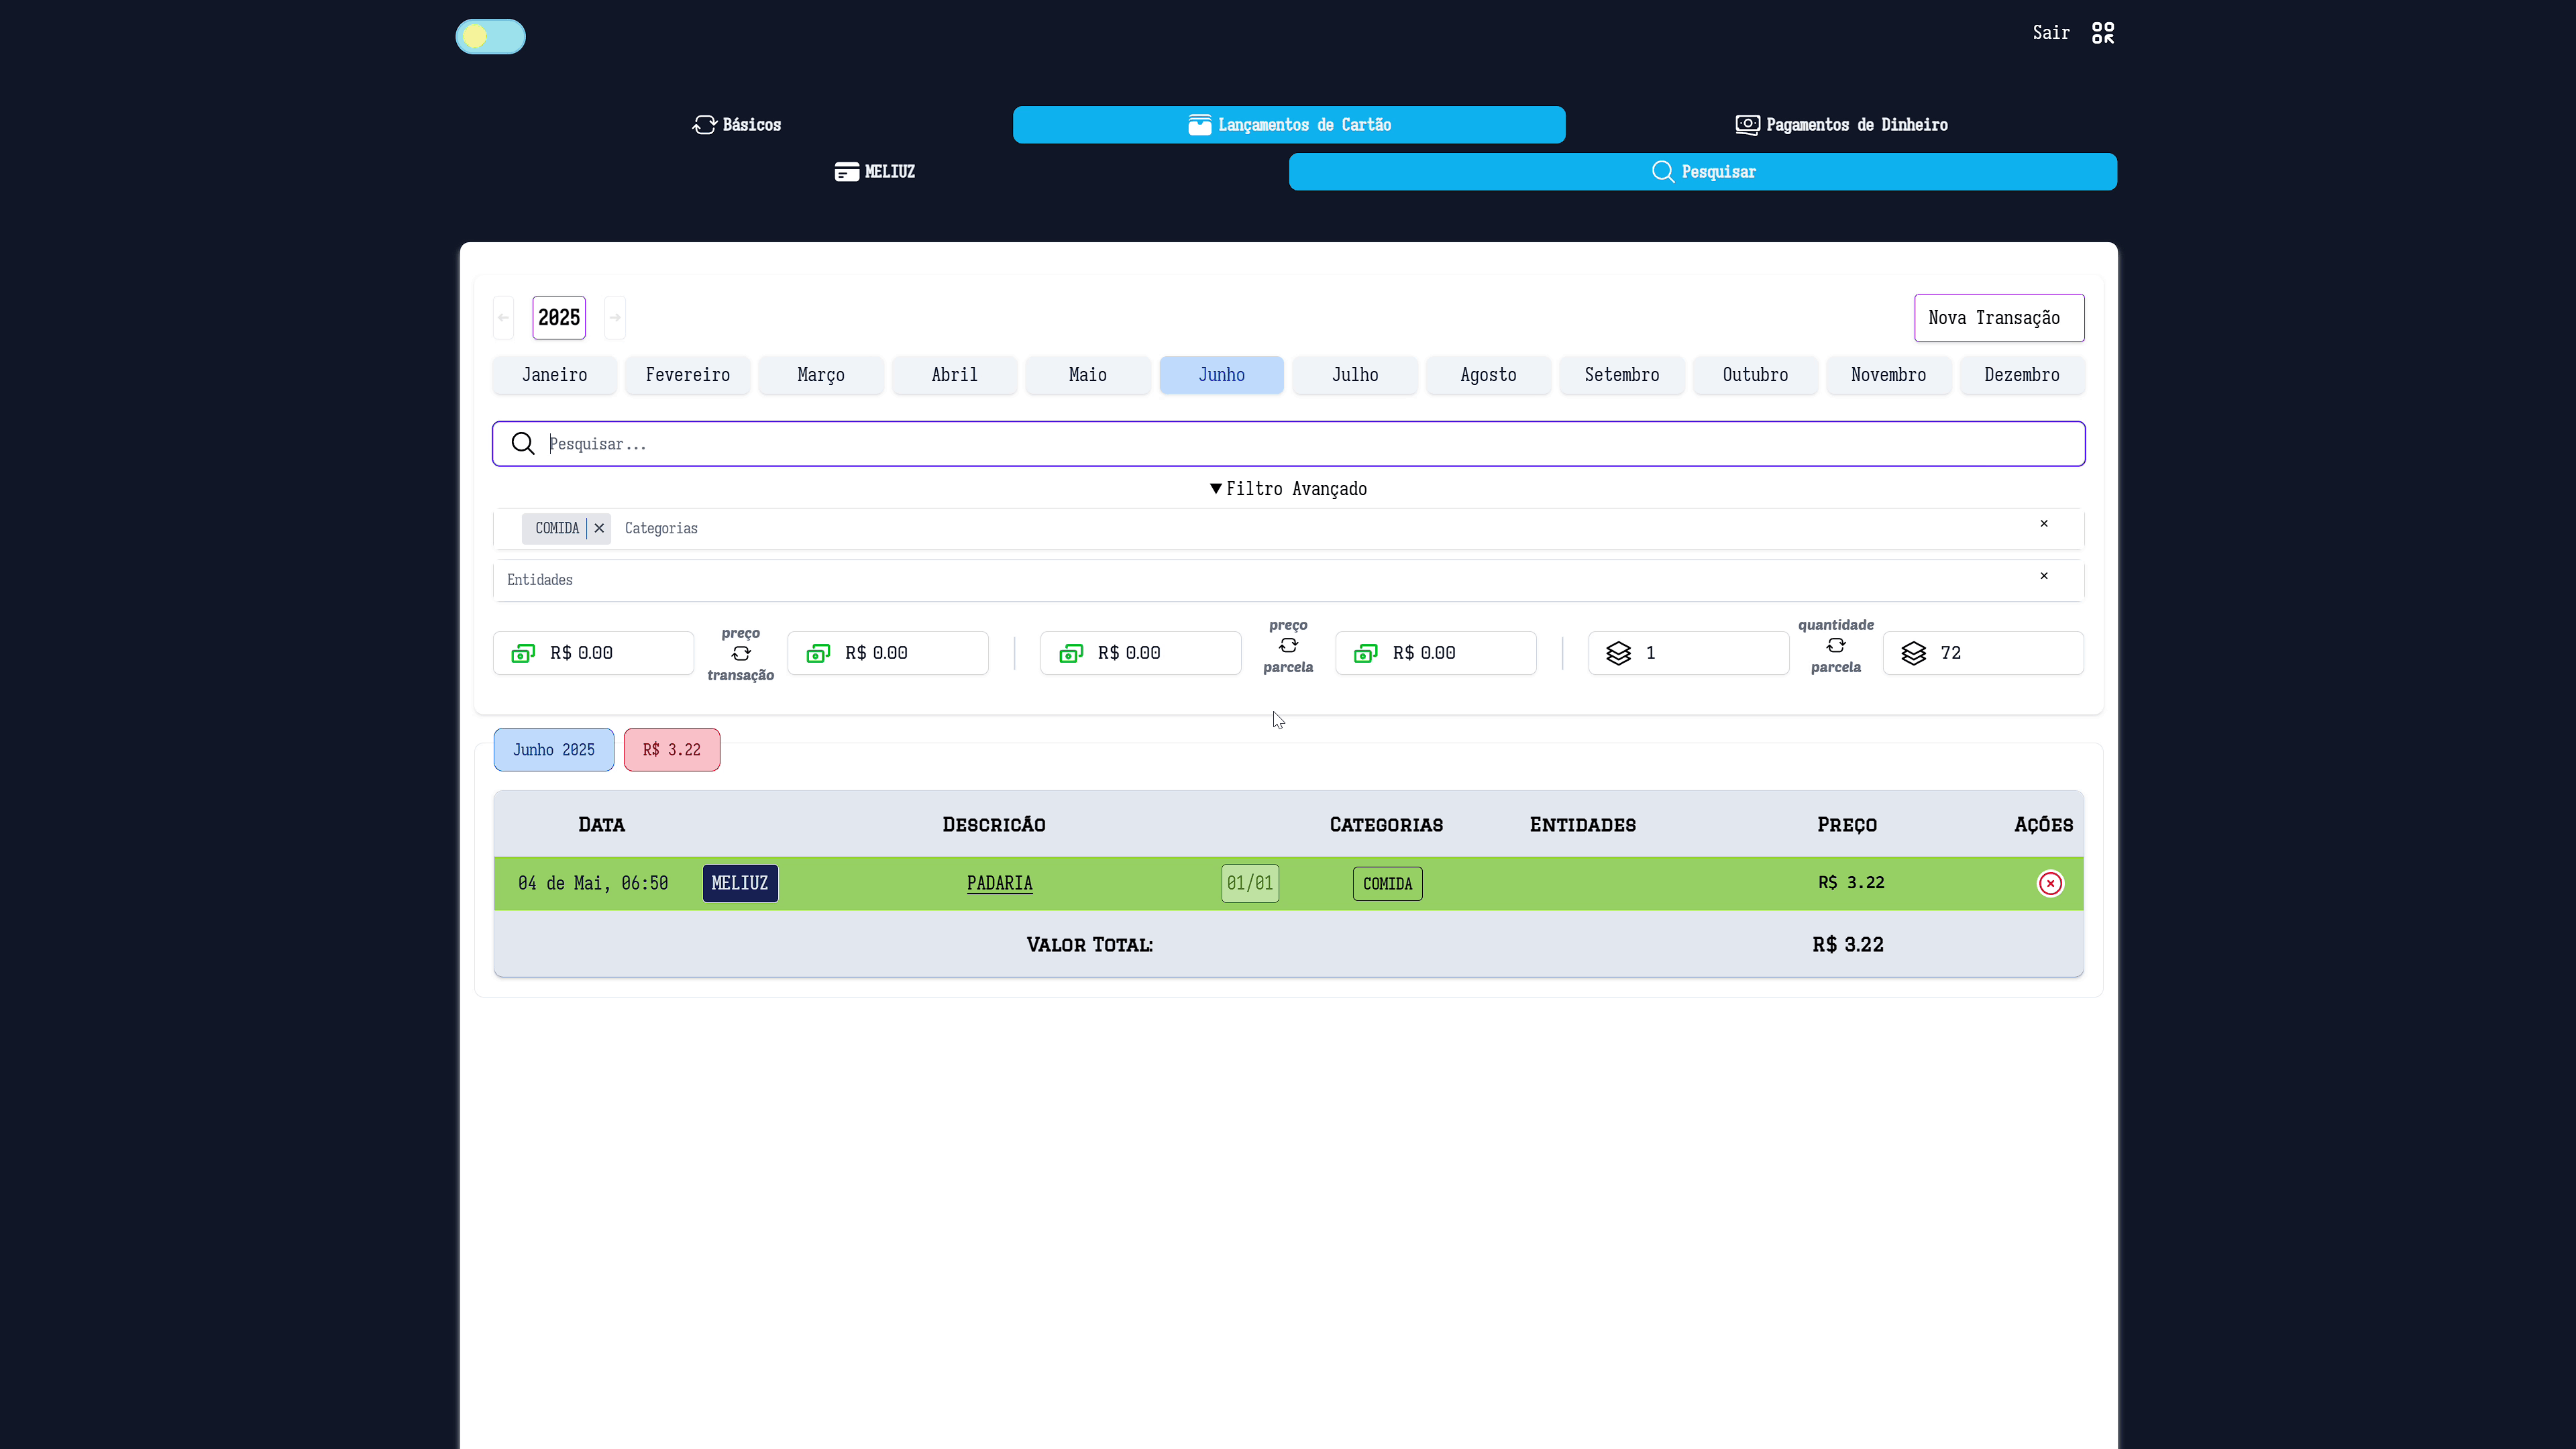 Sair
Básicos
Lançamentos de Cartão
Pagamentos de Dinheiro
MELIUZ
Pesquisar
2025
Nova Transação
Janeiro
Fevereiro
Março
Abril
Maio
Junho
Julho
Agosto
Setembro
Outubro
Novembro
Dezembro
Pesquisar...
▼ Filtro Avançado
COMIDA
Categorias
Entidades
R$ 0.00
preço
transação
R$ 0.00
R$ 0.00
preço
parcela
R$ 0.00
1
quantidade
parcela
72
Junho 2025
R$ 3.22
DATA DESCRICÃO CATEGORIAS ENTIDADES PREÇO AÇÕES
04 de Mai, 06:50 MELIUZ PADARIA 01/01 COMIDA R$ 3.22
VALOR TOTAL: R$ 3.22